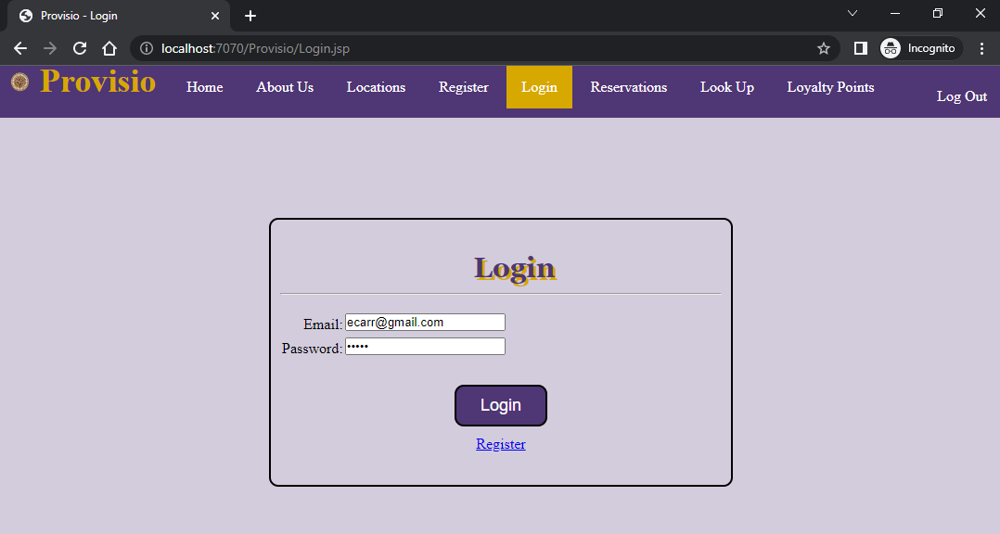 Provisio - Login
localhost:7070/Provisio/Login.jsp
Incognito
Provisio Home About Us Locations Register Login Reservations Look Up Loyalty Points Log Out
Login
Email: ecarr@gmail.com
Password: •••••
Login
Register